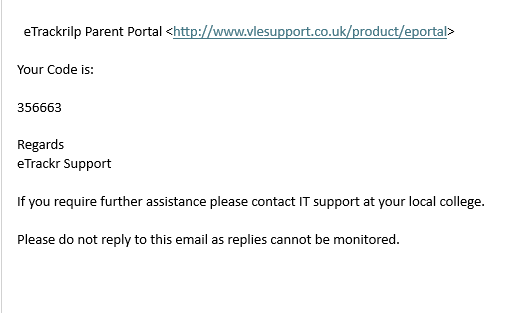 eTrackrilp Parent Portal <http://www.vlesupport.co.uk/product/eportal>
Your Code is:
356663
Regards
eTrackr Support
If you require further assistance please contact IT support at your local college.
Please do not reply to this email as replies cannot be monitored.